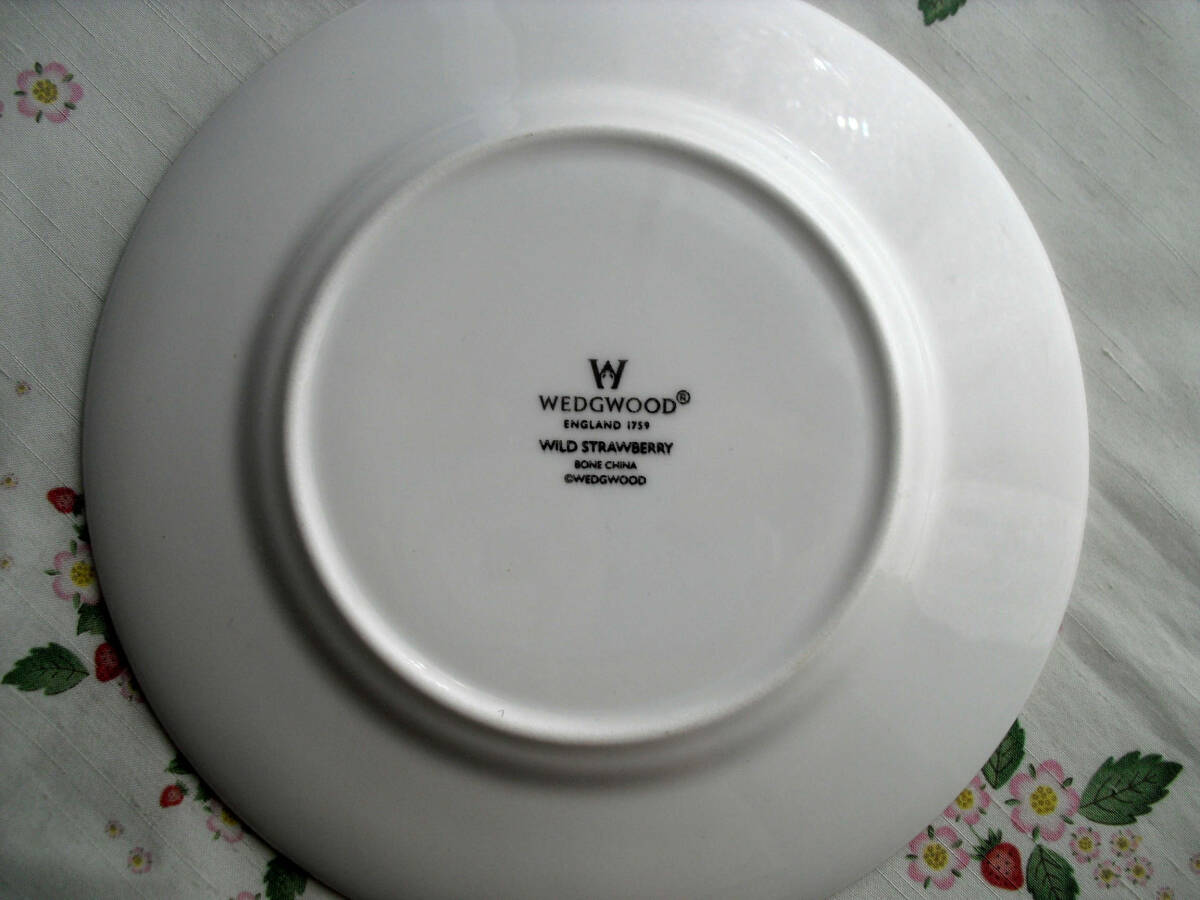 W
WEDGWOOD®
ENGLAND 1759
WILD STRAWBERRY
BONE CHINA
©WEDGWOOD